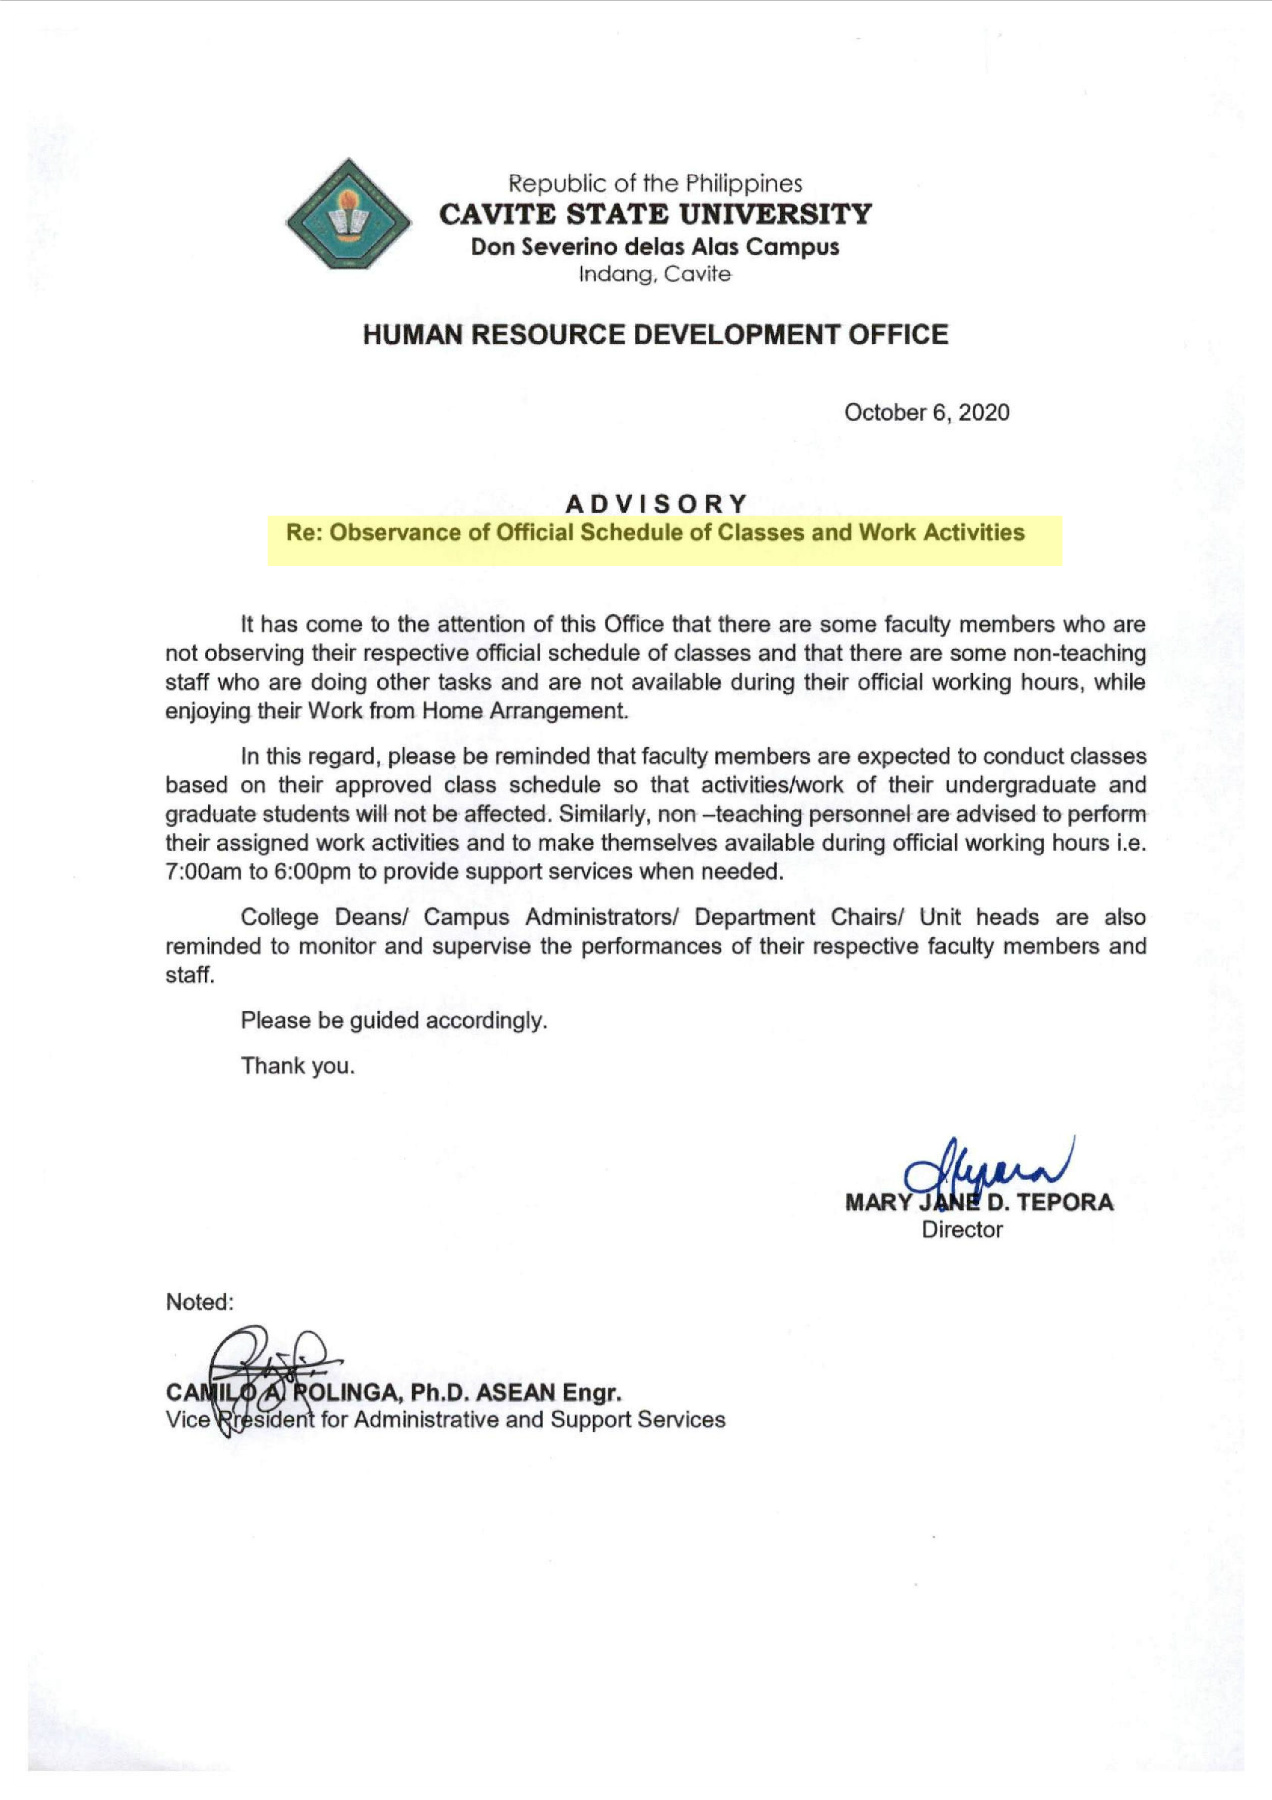 Republic of the Philippines
CAVITE STATE UNIVERSITY
Don Severino delas Alas Campus
Indang, Cavite
HUMAN RESOURCE DEVELOPMENT OFFICE
October 6, 2020
A D V I S O R Y
Re: Observance of Official Schedule of Classes and Work Activities
It has come to the attention of this Office that there are some faculty members who are
not observing their respective official schedule of classes and that there are some non-teaching
staff who are doing other tasks and are not available during their official working hours, while
enjoying their Work from Home Arrangement.
In this regard, please be reminded that faculty members are expected to conduct classes
based on their approved class schedule so that activities/work of their undergraduate and
graduate students will not be affected. Similarly, non –teaching personnel are advised to perform
their assigned work activities and to make themselves available during official working hours i.e.
7:00am to 6:00pm to provide support services when needed.
College Deans/ Campus Administrators/ Department Chairs/ Unit heads are also
reminded to monitor and supervise the performances of their respective faculty members and
staff.
Please be guided accordingly.
Thank you.
MARY JANE D. TEPORA
Director
Noted:
CAMILO A. POLINGA, Ph.D. ASEAN Engr.
Vice President for Administrative and Support Services